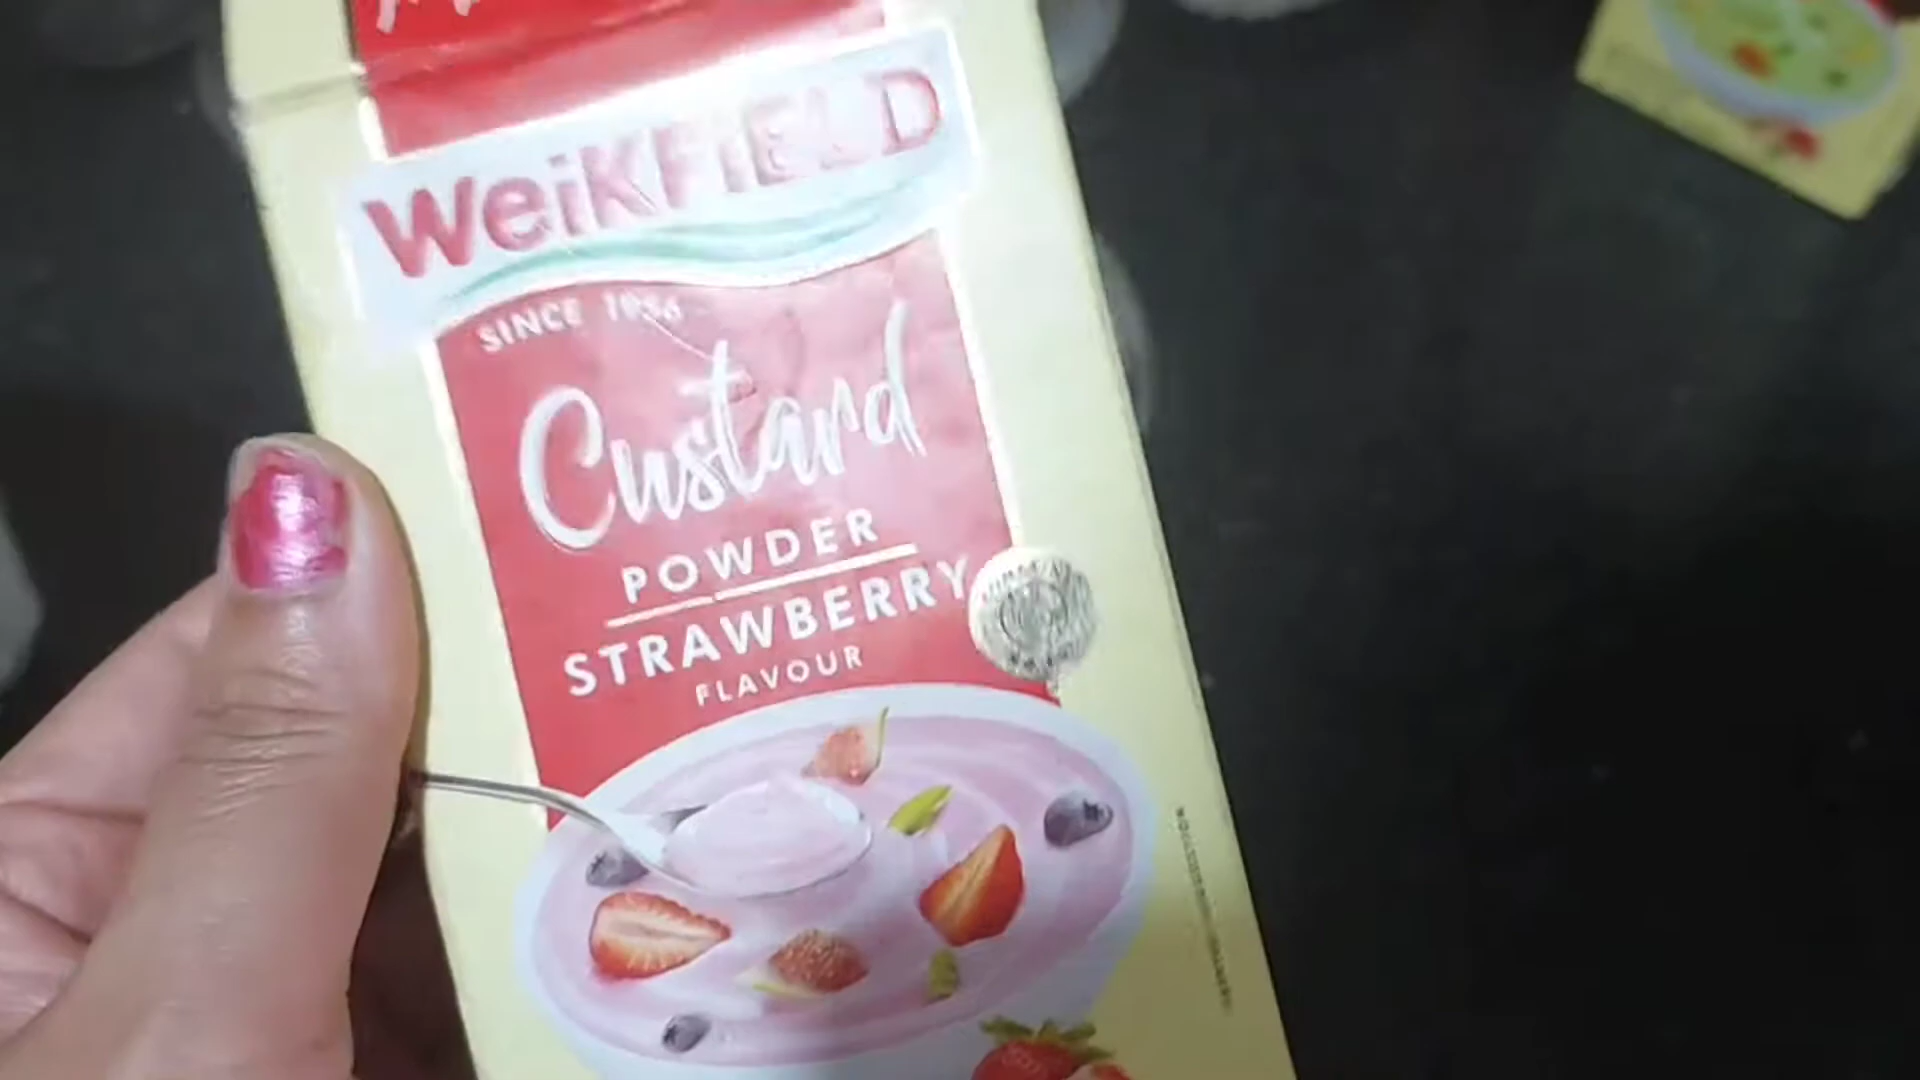 WeiKFiELD
SINCE 1956
Custard
POWDER
STRAWBERRY
FLAVOUR